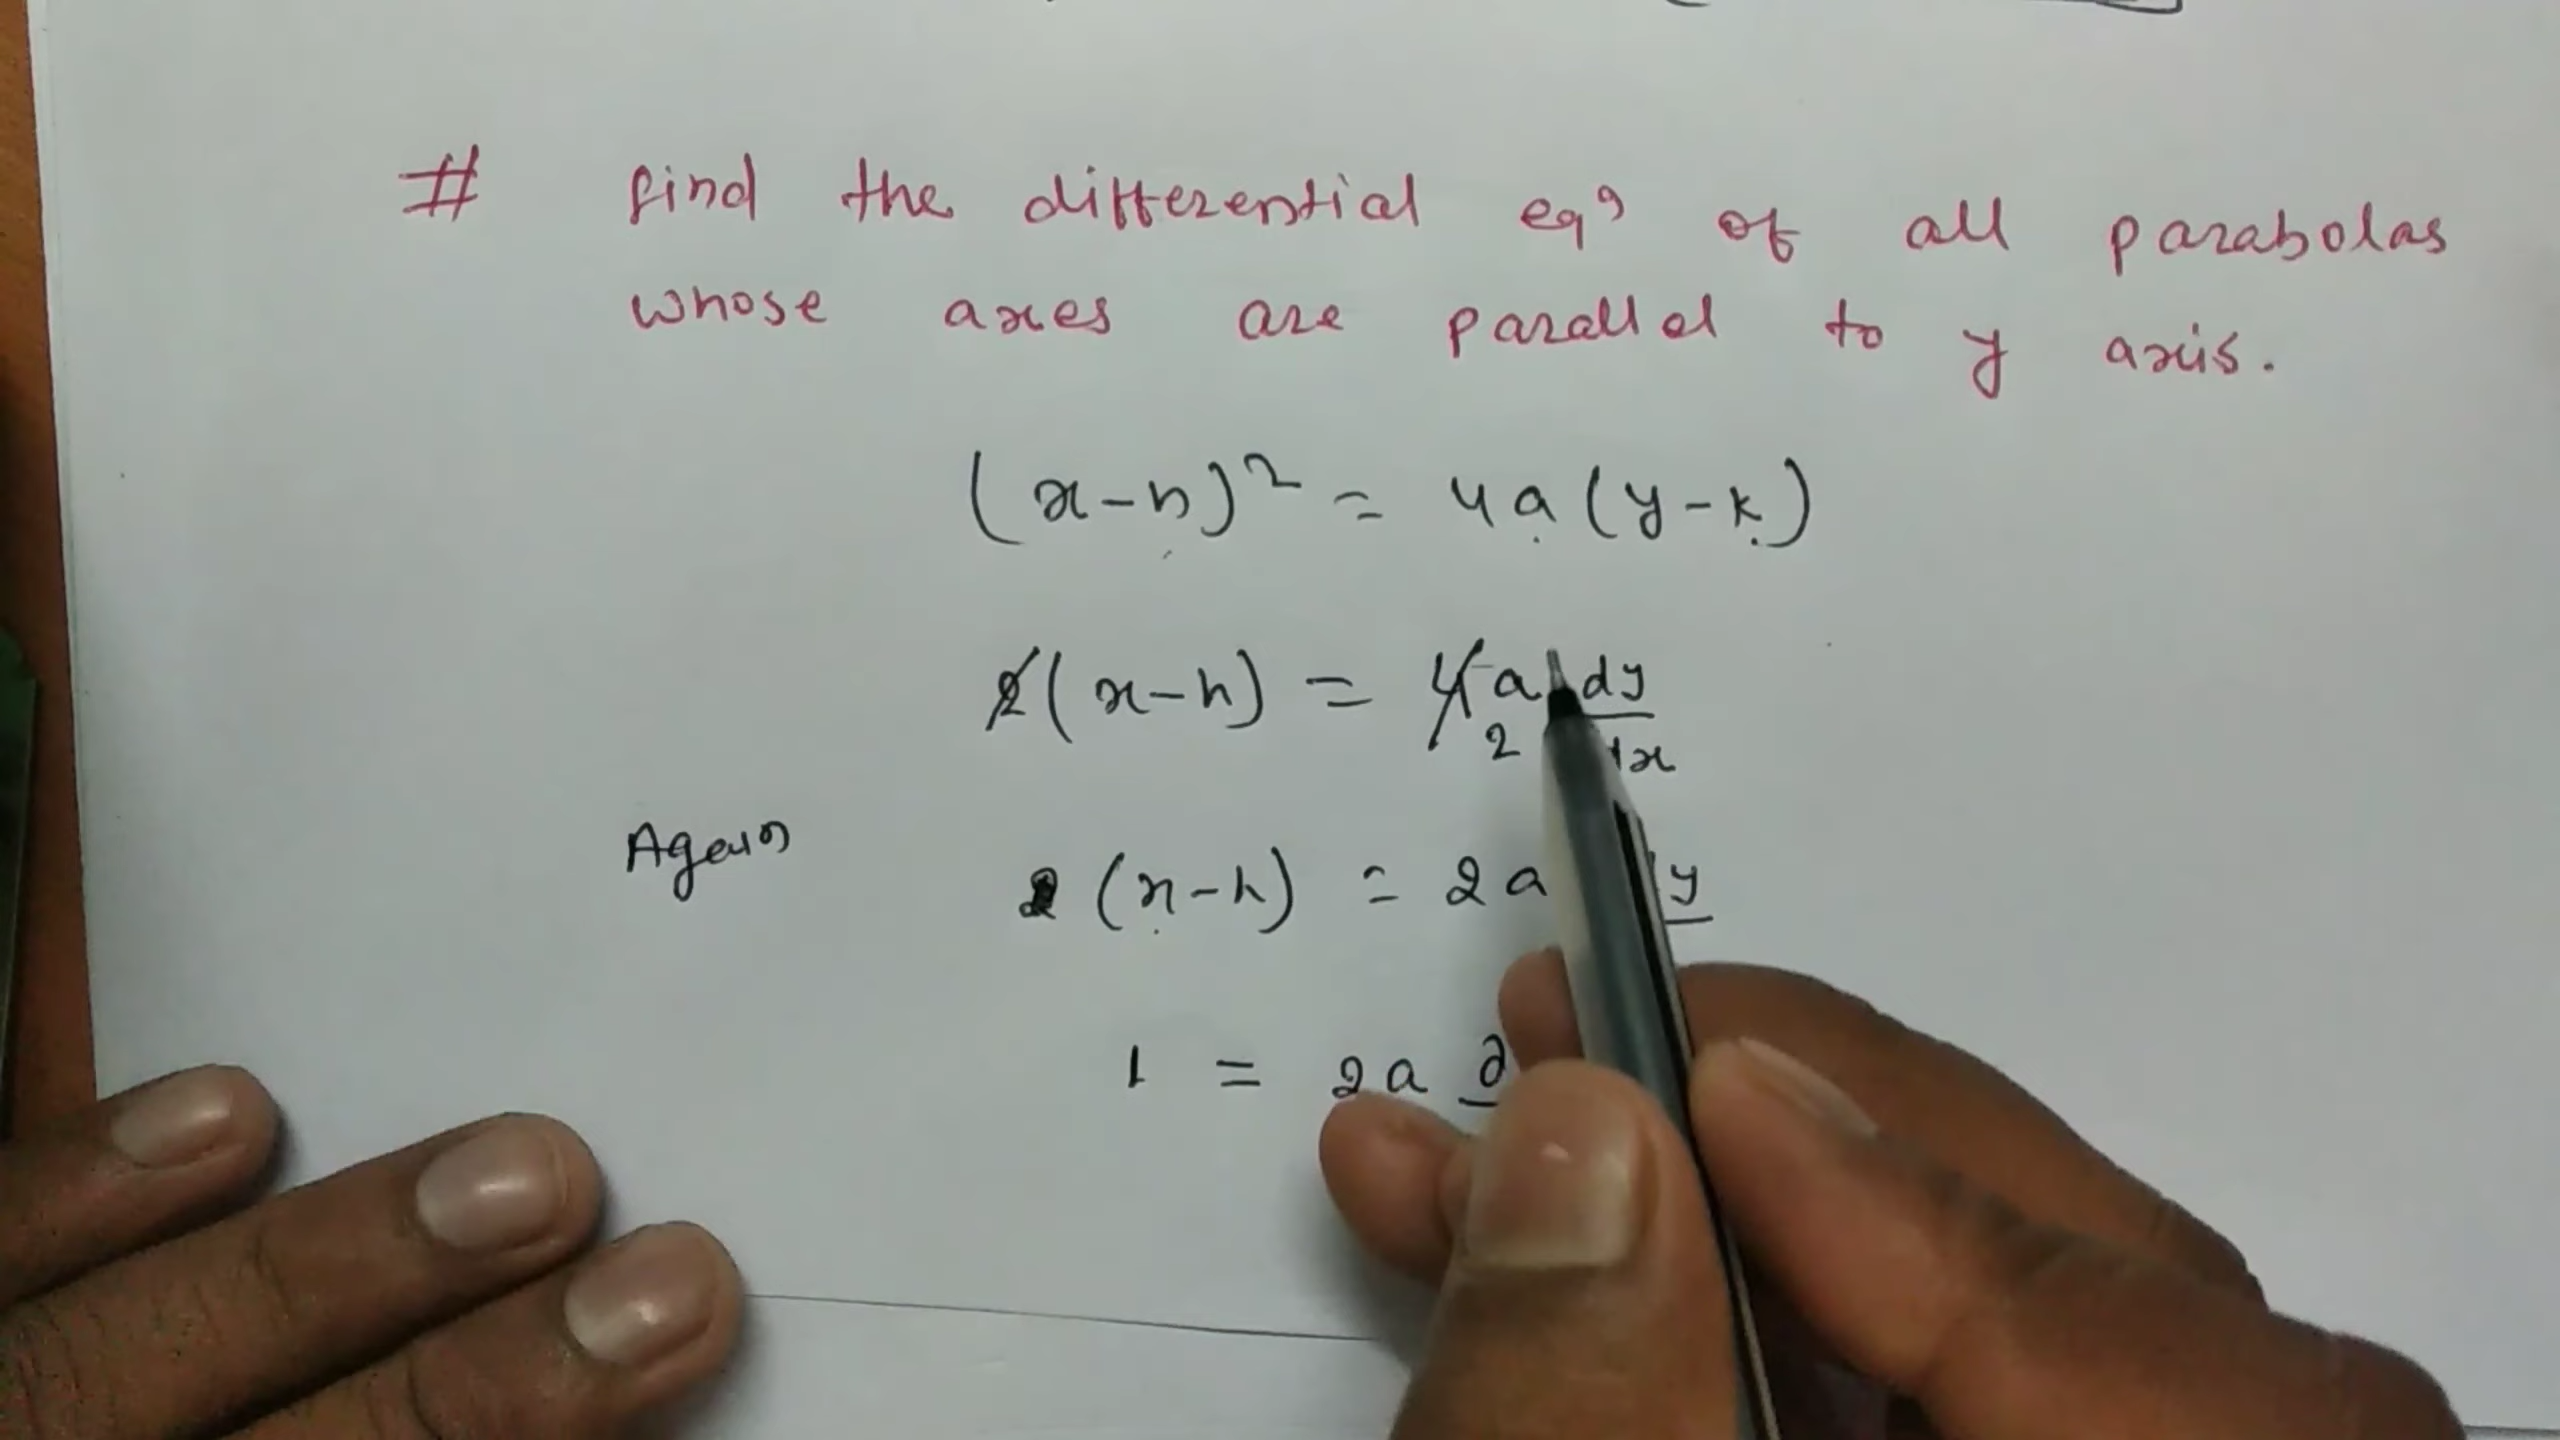 # find the differential eqn of all parabolas
whose axes are parallel to y axis.
(x-h)² = 4a(y-k)
2(x-h) = 4a dy/dx
2
Again
(x-h) = 2a y
1 = 2a